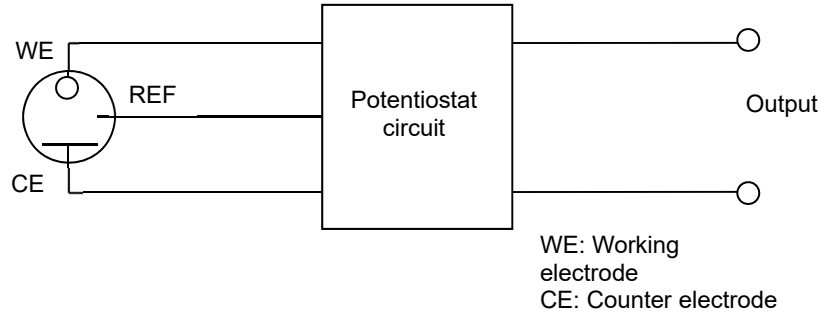 WE
REF
Potentiostat
circuit
Output
CE
WE: Working
electrode
CE: Counter electrode